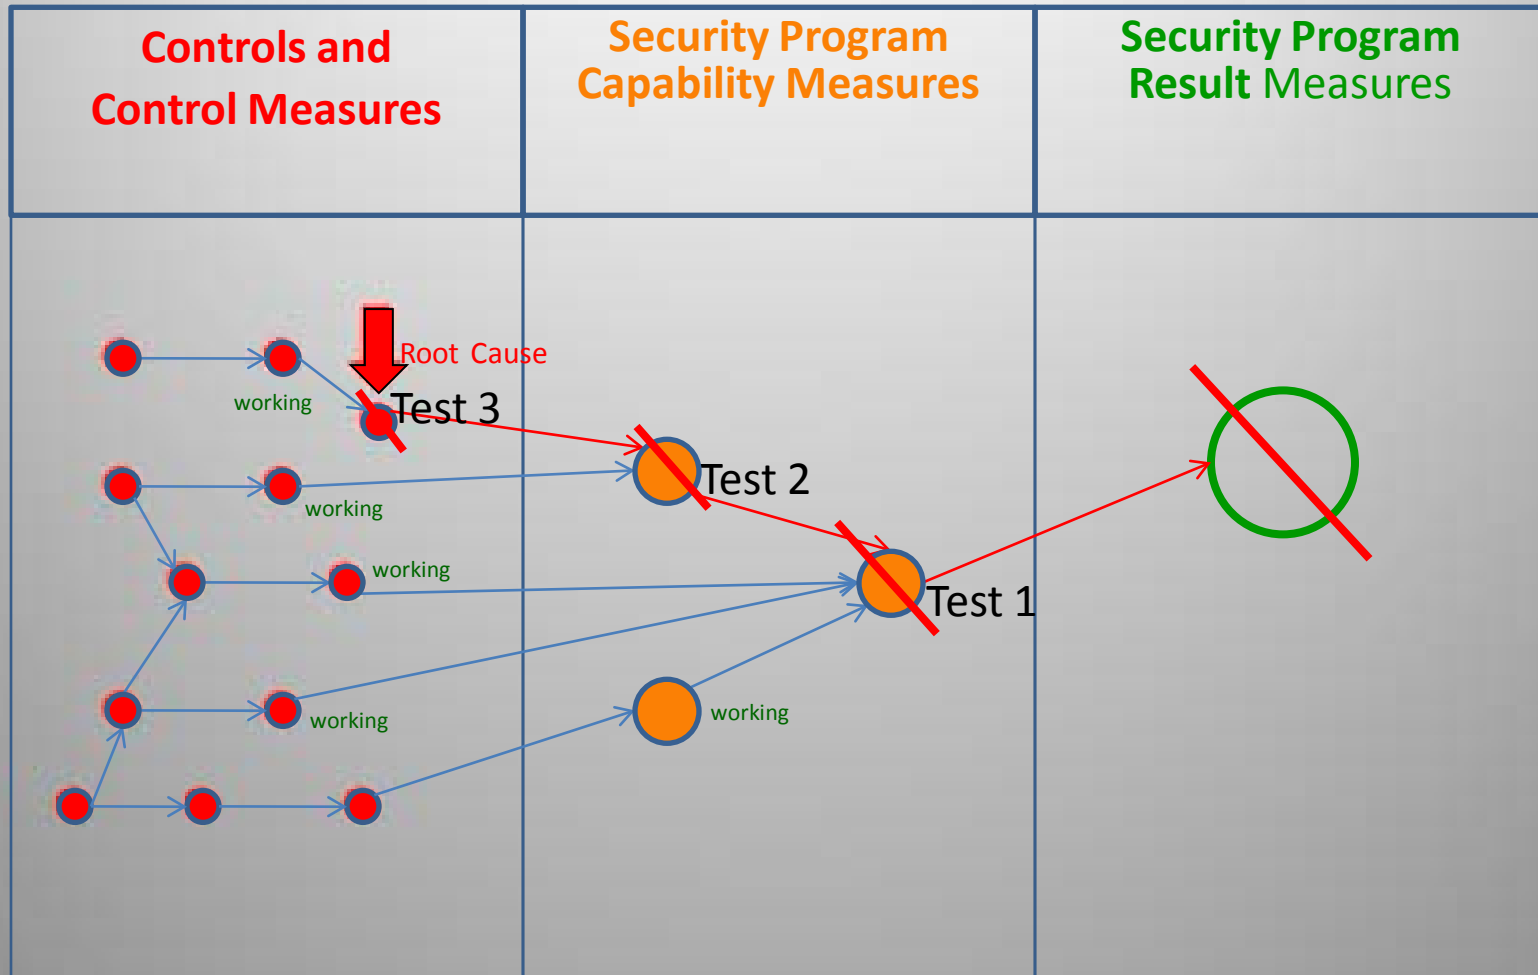 Controls and
Control Measures
Security Program
Capability Measures
Security Program
Result Measures
Root Cause
working
Test 3
working
Test 2
working
Test 1
working
working